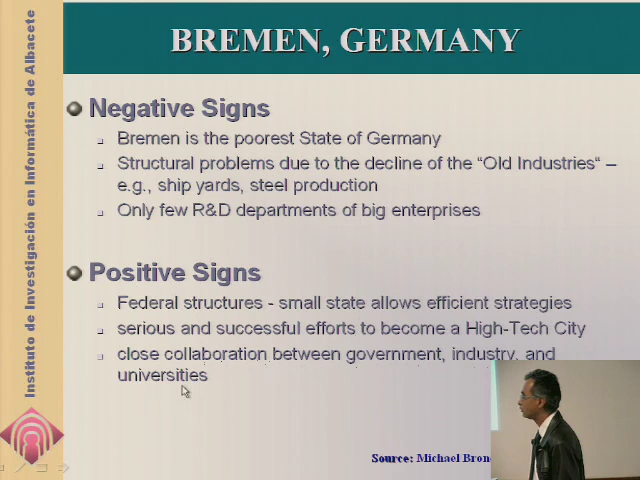 BREMEN, GERMANY
Instituto de Investigación en Informática de Albacete
Negative Signs
Bremen is the poorest State of Germany
Structural problems due to the decline of the “Old Industries“ –
e.g., ship yards, steel production
Only few R&D departments of big enterprises
Positive Signs
Federal structures - small state allows efficient strategies
serious and successful efforts to become a High-Tech City
close collaboration between government, industry, and
universities
Source: Michael